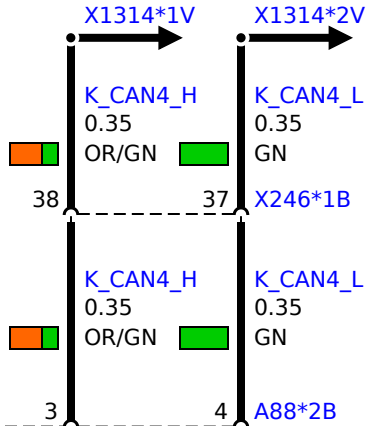 X1314*1V X1314*2V
K_CAN4_H K_CAN4_L
0.35 0.35
OR/GN GN
38 37 X246*1B
K_CAN4_H K_CAN4_L
0.35 0.35
OR/GN GN
3 4 A88*2B